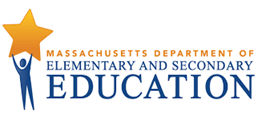 MASSACHUSETTS DEPARTMENT OF
ELEMENTARY AND SECONDARY
EDUCATION